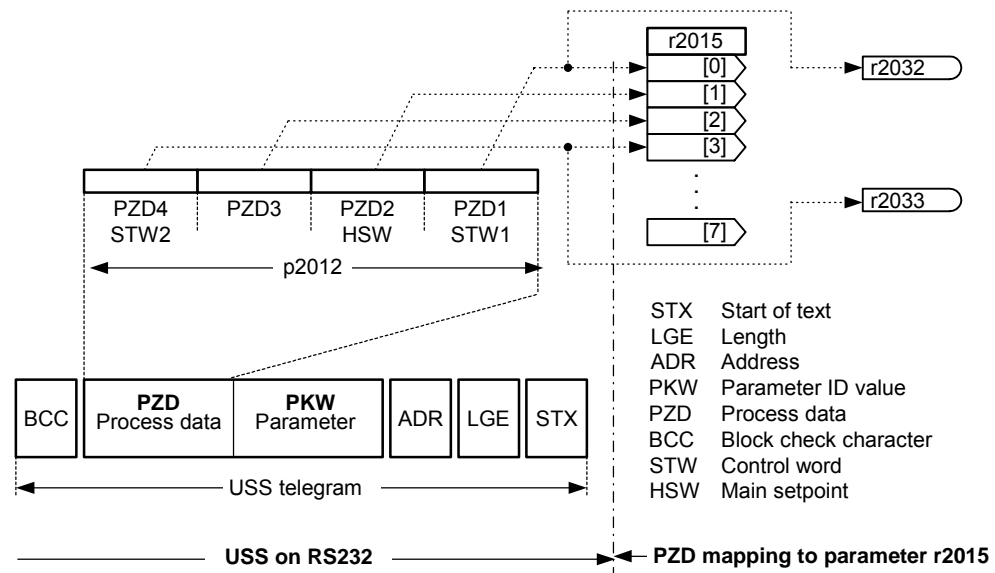 r2015
[0]
r2032
[1]
[2]
[3]
r2033
[7]
PZD4 PZD3 PZD2 PZD1
STW2 HSW STW1
p2012
STX Start of text
LGE Length
ADR Address
PKW Parameter ID value
PZD Process data
BCC Block check character
STW Control word
HSW Main setpoint
BCC PZD Process data PKW Parameter ADR LGE STX
USS telegram
USS on RS232
PZD mapping to parameter r2015